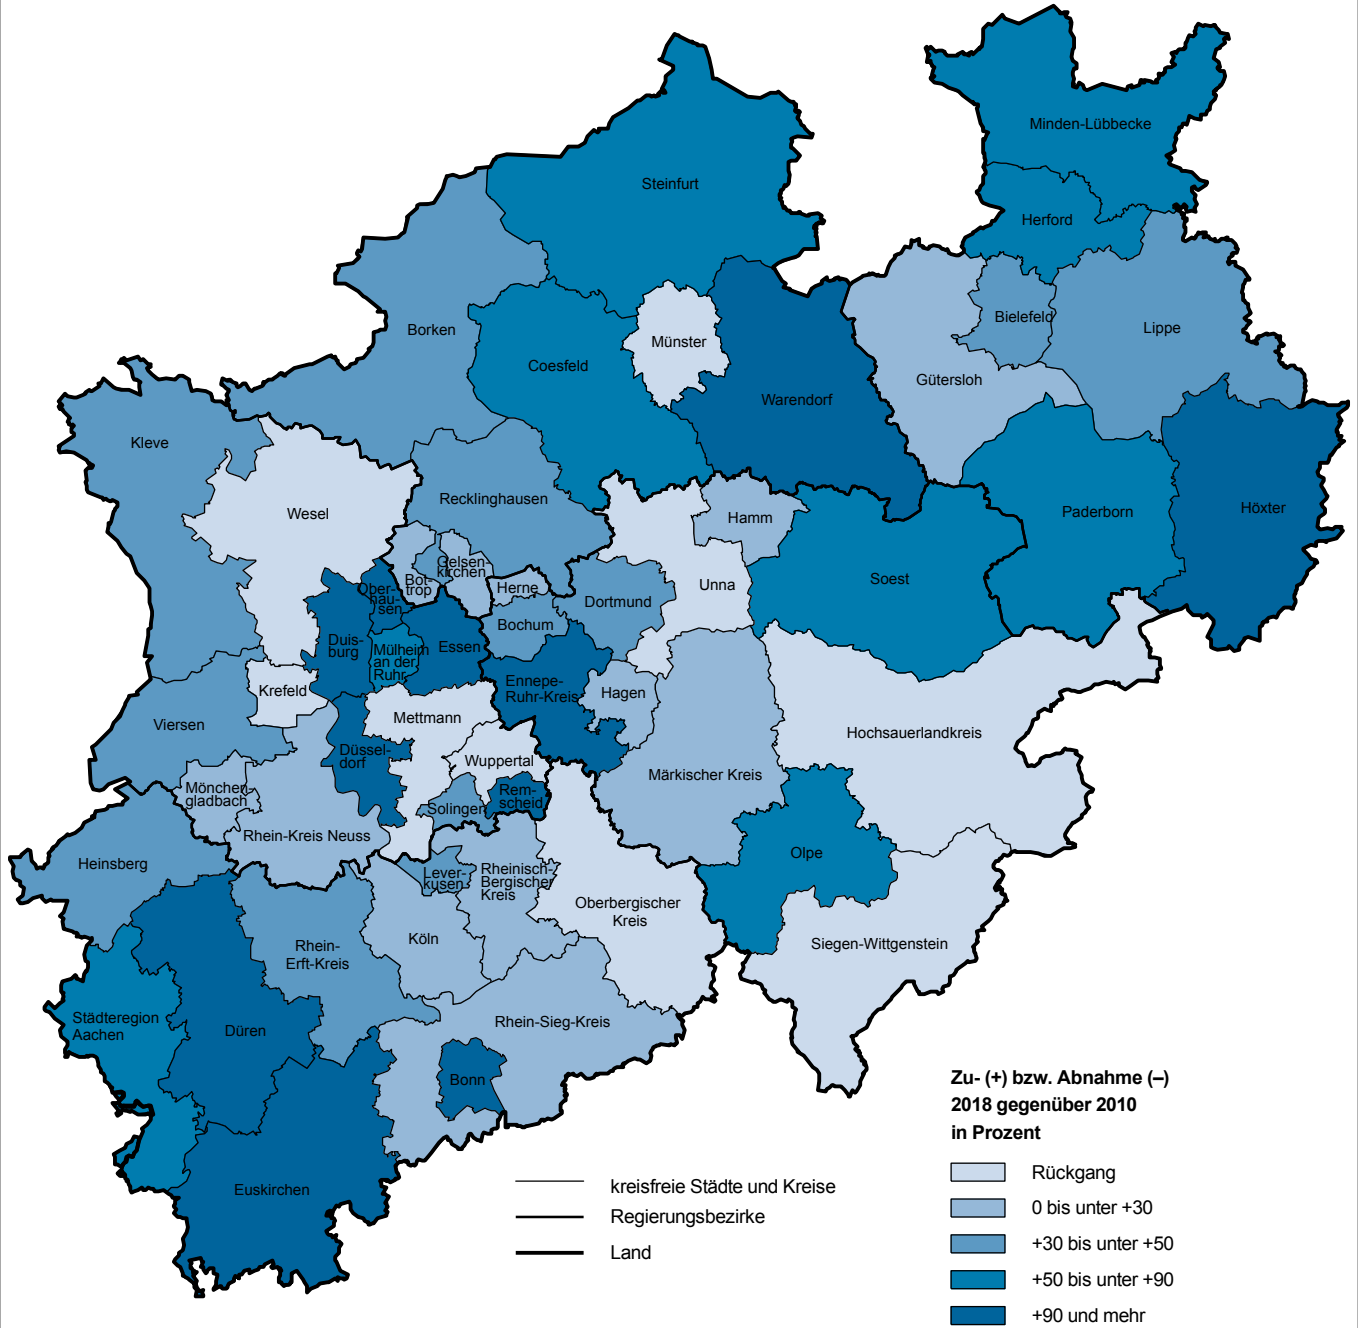 Minden-Lübbecke
Steinfurt
Herford
Bielefeld
Lippe
Borken
Münster
Coesfeld
Gütersloh
Warendorf
Kleve
Recklinghausen
Wesel
Hamm
Paderborn
Höxter
Gelsen-
kirchen
Bot-
trop
Herne
Unna
Soest
Ober-
hau-
sen
Dortmund
Bochum
Duis-
burg
Mülheim
an der
Ruhr
Essen
Ennepe-
Ruhr-Kreis
Hagen
Krefeld
Mettmann
Viersen
Hochsauerlandkreis
Düssel-
dorf
Wuppertal
Märkischer Kreis
Mönchen-
gladbach
Rem-
scheid
Solingen
Rhein-Kreis Neuss
Olpe
Heinsberg
Lever-
kusen
Rheinisch-
Bergischer
Kreis
Oberbergischer
Kreis
Köln
Siegen-Wittgenstein
Rhein-
Erft-Kreis
Städteregion
Aachen
Düren
Rhein-Sieg-Kreis
Bonn
Euskirchen
kreisfreie Städte und Kreise
Regierungsbezirke
Land
Zu- (+) bzw. Abnahme (–)
2018 gegenüber 2010
in Prozent
Rückgang
0 bis unter +30
+30 bis unter +50
+50 bis unter +90
+90 und mehr